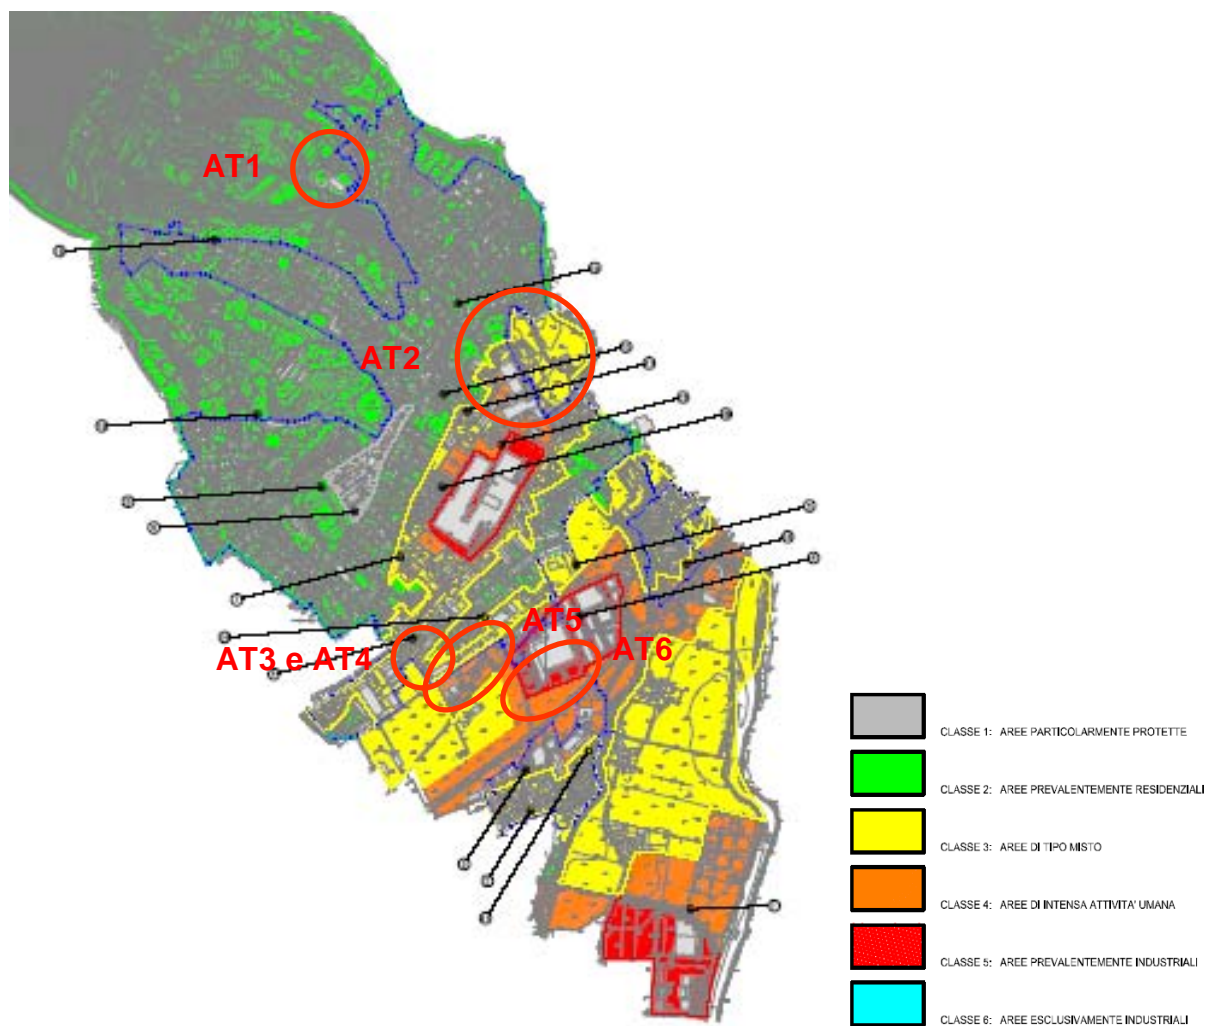 AT1
AT2
AT5
AT3 e AT4
AT6
CLASSE 1: AREE PARTICOLARMENTE PROTETTE
CLASSE 2: AREE PREVALENTEMENTE RESIDENZIALI
CLASSE 3: AREE DI TIPO MISTO
CLASSE 4: AREE DI INTENSA ATTIVITA' UMANA
CLASSE 5: AREE PREVALENTEMENTE INDUSTRIALI
CLASSE 6: AREE ESCLUSIVAMENTE INDUSTRIALI